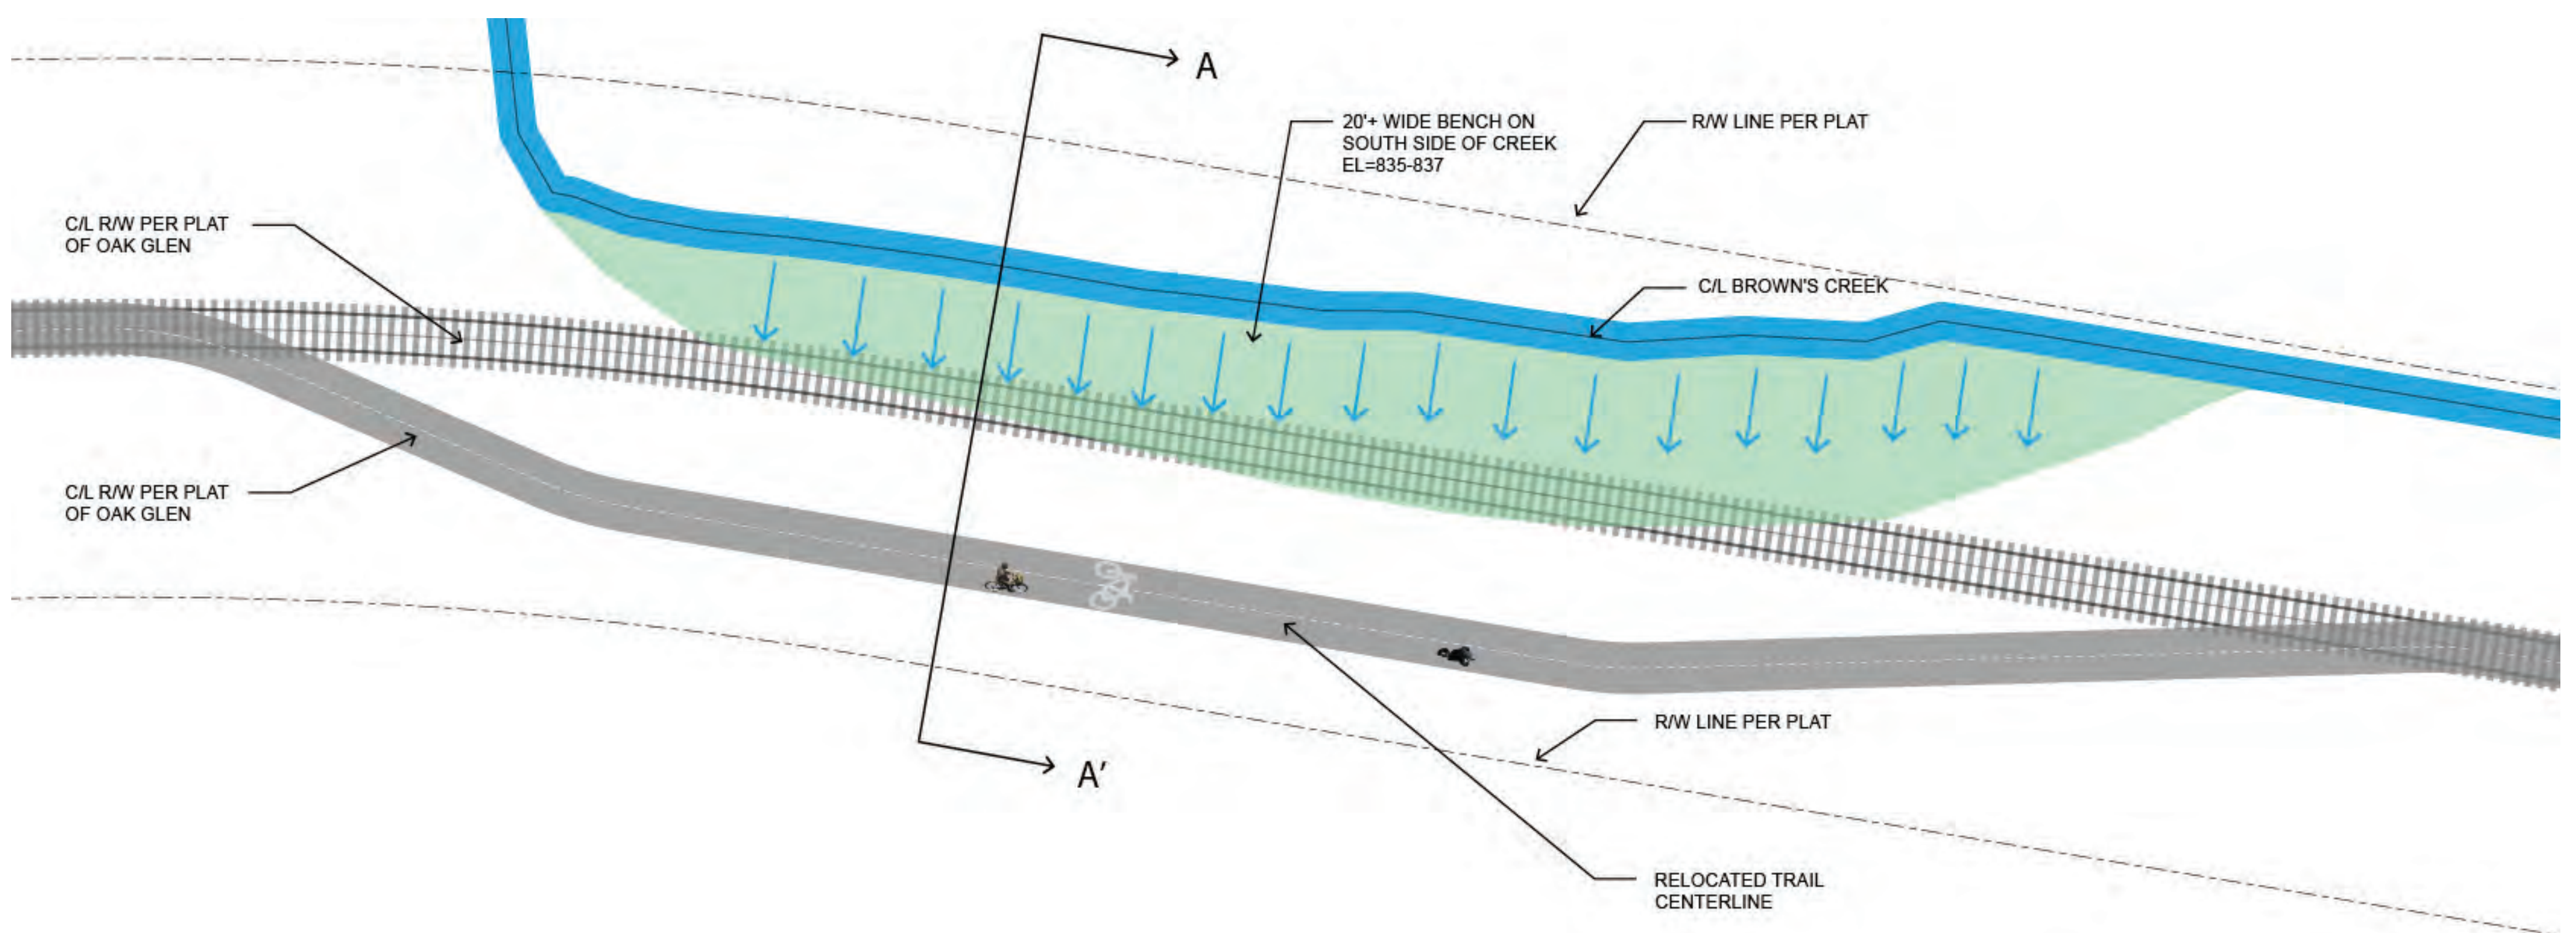 A
20'+ WIDE BENCH ON
SOUTH SIDE OF CREEK
EL=835-837
R/W LINE PER PLAT
C/L R/W PER PLAT
OF OAK GLEN
C/L BROWN'S CREEK
C/L R/W PER PLAT
OF OAK GLEN
R/W LINE PER PLAT
A'
RELOCATED TRAIL
CENTERLINE